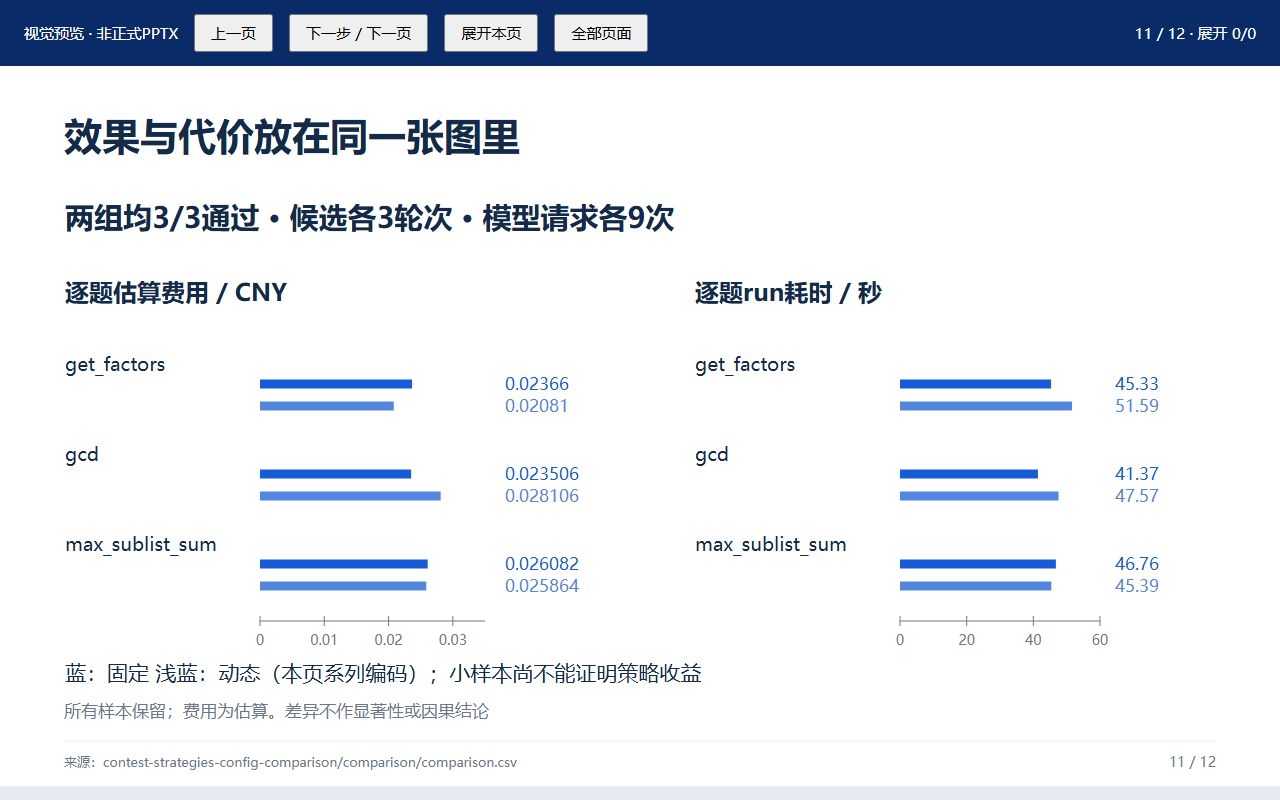 视觉预览 · 非正式PPTX 上一页 下一步 / 下一页 展开本页 全部页面 11 / 12 · 展开 0/0
效果与代价放在同一张图里
两组均3/3通过 · 候选各3轮次 · 模型请求各9次
逐题估算费用 / CNY
get_factors
0.02366
0.02081
gcd
0.023506
0.028106
max_sublist_sum
0.026082
0.025864
0 0.01 0.02 0.03
逐题run耗时 / 秒
get_factors
45.33
51.59
gcd
41.37
47.57
max_sublist_sum
46.76
45.39
0 20 40 60
蓝：固定 浅蓝：动态（本页系列编码）；小样本尚不能证明策略收益
所有样本保留；费用为估算。差异不作显著性或因果结论
来源：contest-strategies-config-comparison/comparison/comparison.csv
11 / 12